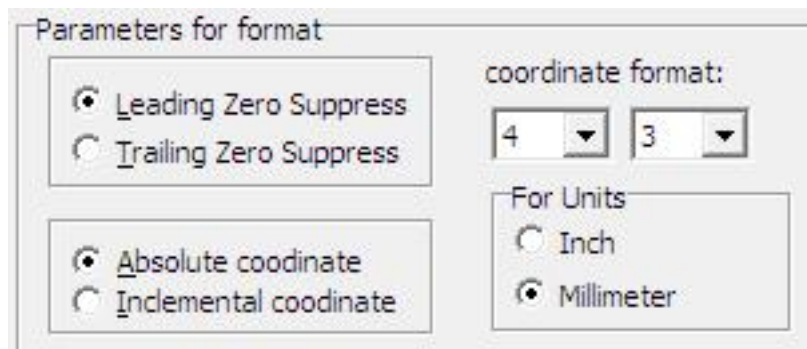 Parameters for format
Leading Zero Suppress
Trailing Zero Suppress
coordinate format:
4 3
Absolute coodinate
Inclemental coodinate
For Units
Inch
Millimeter